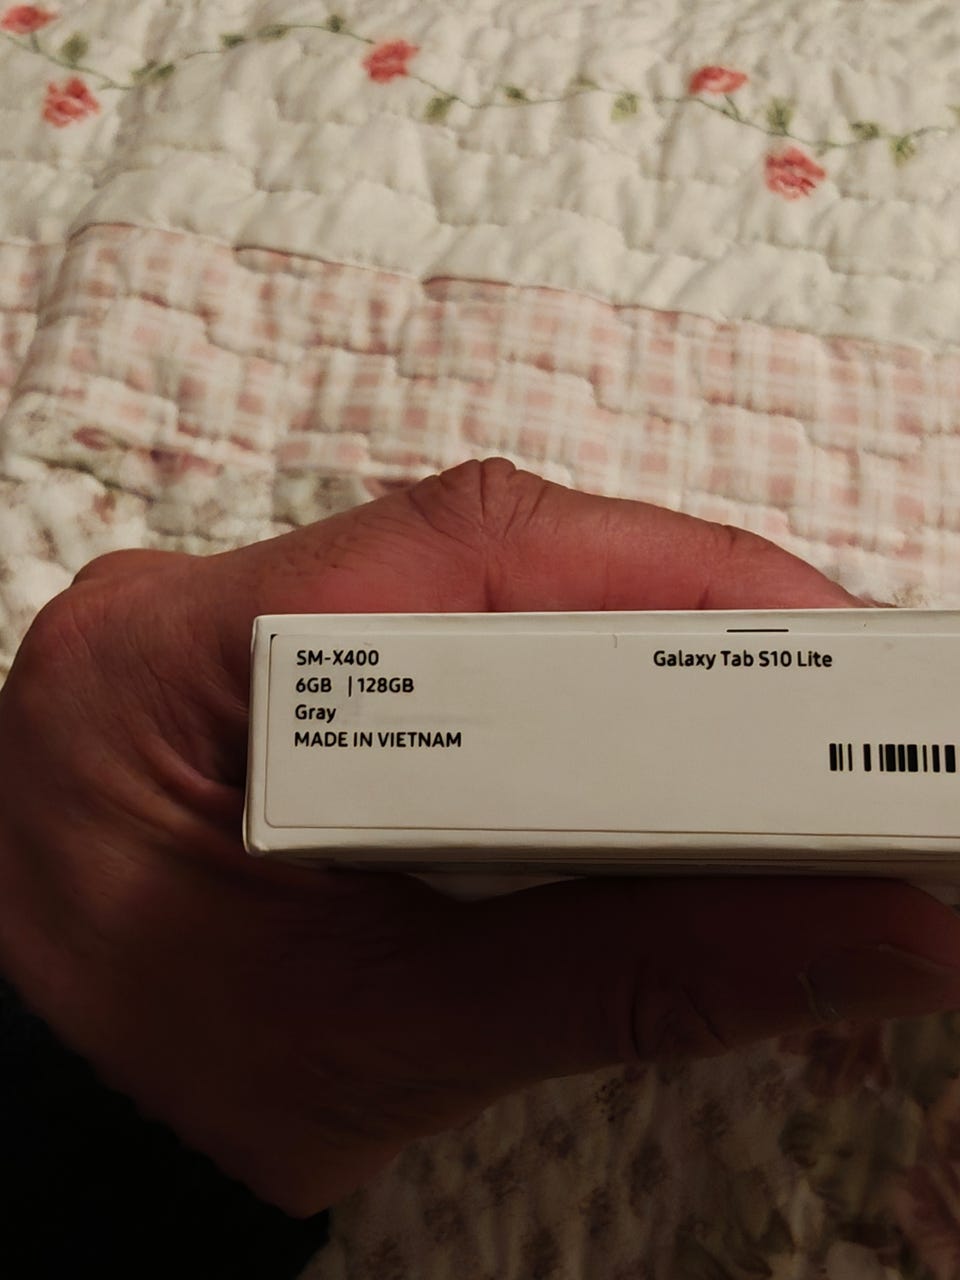 SM-X400
6GB | 128GB
Gray
MADE IN VIETNAM
Galaxy Tab S10 Lite